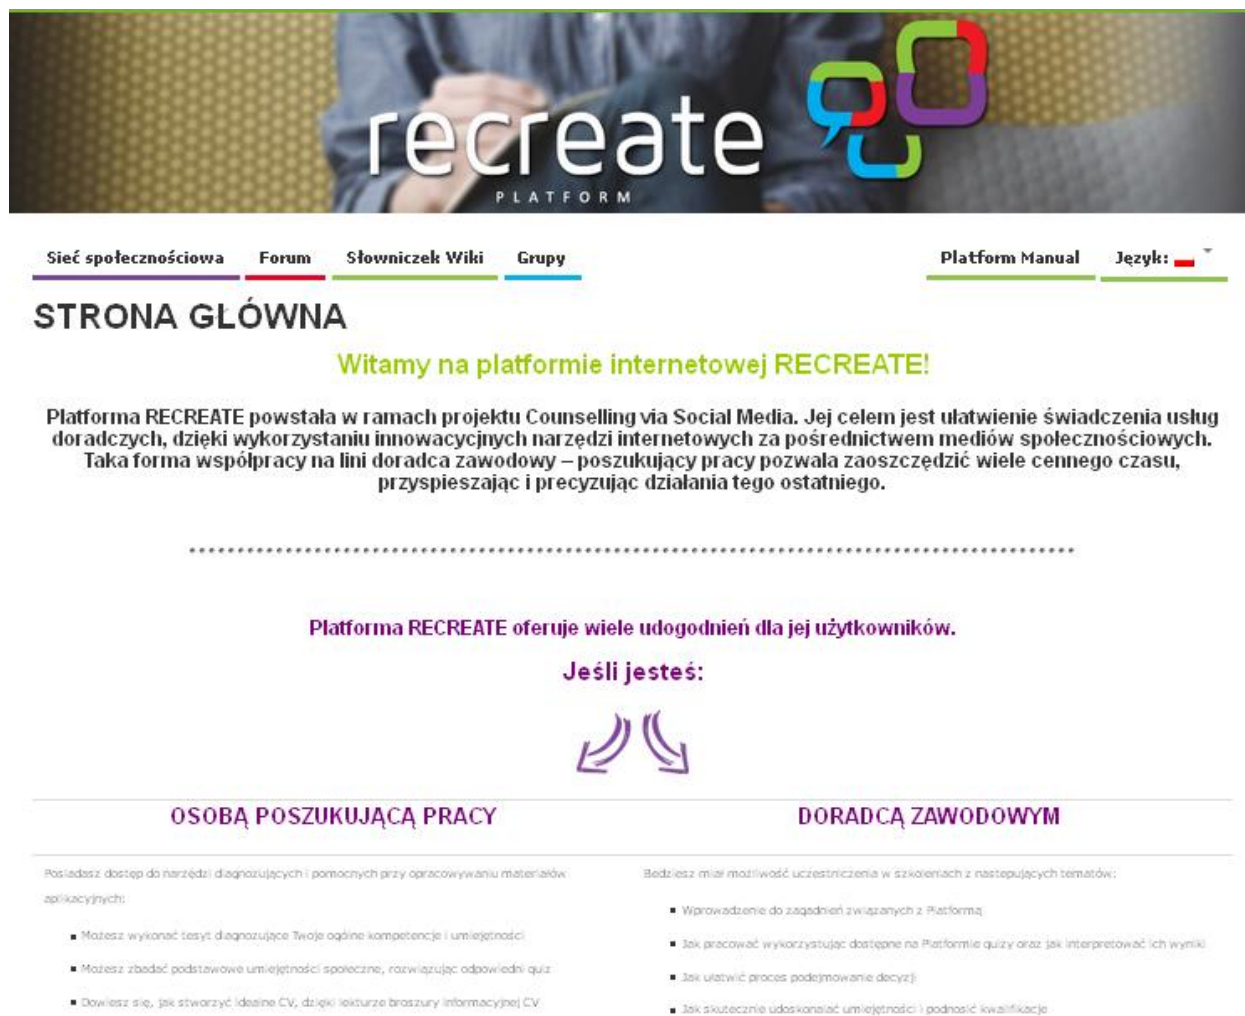 recreate
PLATFORM
Sieć społecznościowa Forum Słowniczek Wiki Grupy Platform Manual Język:
STRONA GŁÓWNA
Witamy na platformie internetowej RECREATE!
Platforma RECREATE powstała w ramach projektu Counselling via Social Media. Jej celem jest ułatwienie świadczenia usług
doradczych, dzięki wykorzystaniu innowacyjnych narzędzi internetowych za pośrednictwem mediów społecznościowych.
Taka forma współpracy na lini doradca zawodowy – poszukujący pracy pozwala zaoszczędzić wiele cennego czasu,
przyspieszając i precyzując działania tego ostatniego.
Platforma RECREATE oferuje wiele udogodnień dla jej użytkowników.
Jeśli jesteś:
OSOBĄ POSZUKUJĄCĄ PRACY
Posiadasz dostęp do narzędzi diagnozujących i pomocnych przy opracowywaniu materiałów
aplikacyjnych:
Możesz wykonać tesyt diagnozujące Twoje ogólne kompetencje i umiejętności
Możesz zbadać podstawowe umiejętności społeczne, rozwiązując odpowiedni quiz
Dowiesz się, jak stworzyć idealne CV, dzięki lekturze broszury informacyjnej CV
DORADCĄ ZAWODOWYM
Bedziesz miał możliwość uczestniczenia w szkoleniach z nastepujących tematów:
Wprowadzenie do zagadnień związanych z Platformą
Jak pracować wykorzystując dostępne na Platformie quizy oraz jak interpretować ich wyniki
Jak ułatwić proces podejmowanie decyzji
Jak skutecznie udoskonalać umiejętności i podnosić kwalifikacje